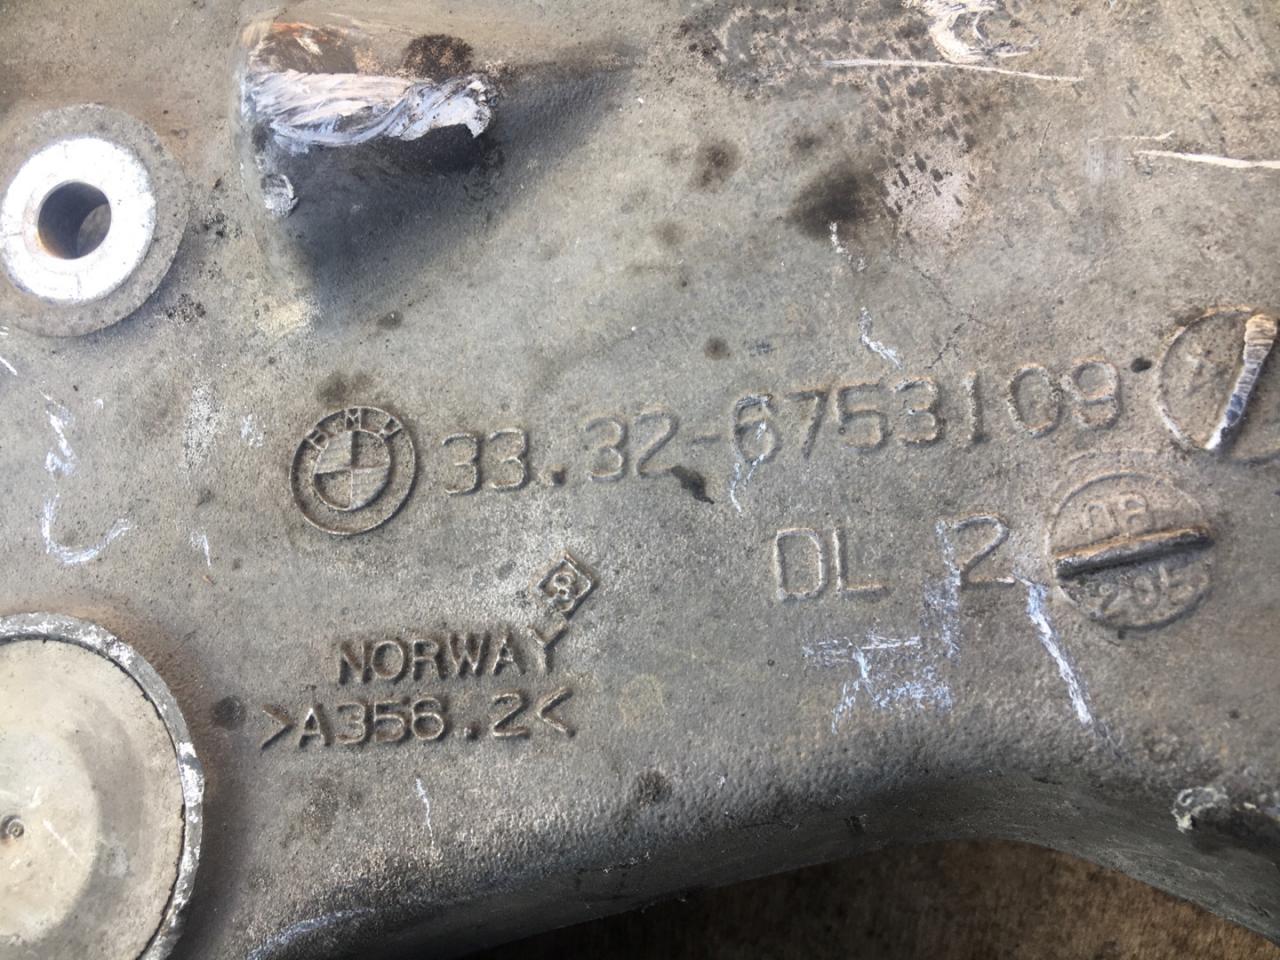 BMW 33.32-6753109
DL 2
NORWAY
>A356.2<